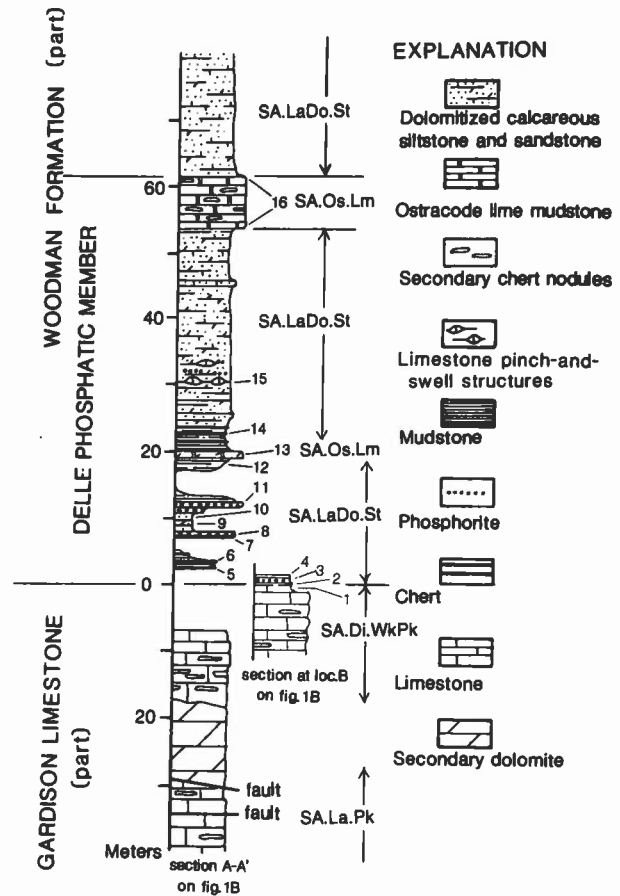 WOODMAN FORMATION (part)
DELLE PHOSPHATIC MEMBER
GARDISON LIMESTONE
(part)
60
40
20
0
20
Meters
SA.LaDo.St
16 SA.Os.Lm
SA.LaDo.St
15
14
13 SA.Os.Lm
12
11
10
9
8
7
SA.LaDo.St
6
5
4
3
2
1
SA.Di.WkPk
section at loc.B
on fig.1B
fault
fault
SA.La.Pk
section A-A'
on fig.1B
EXPLANATION
Dolomitized calcareous
siltstone and sandstone
Ostracode lime mudstone
Secondary chert nodules
Limestone pinch-and-
swell structures
Mudstone
Phosphorite
Chert
Limestone
Secondary dolomite